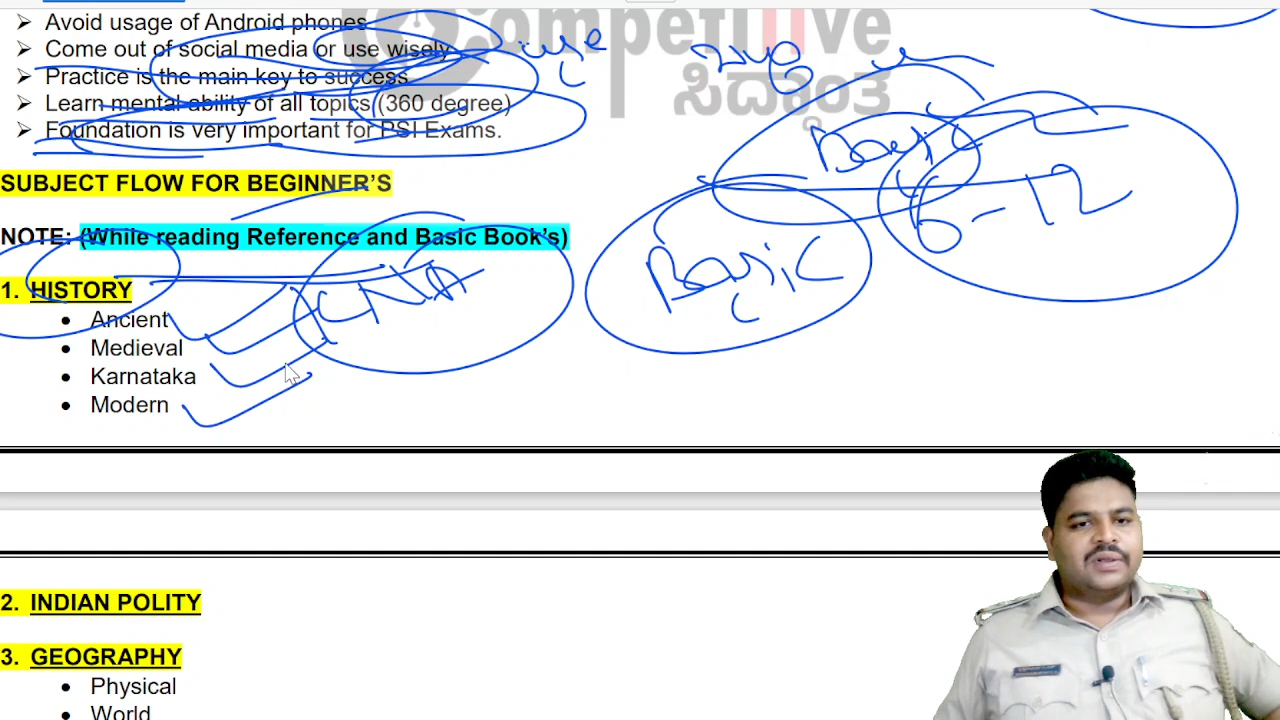 ➢ Avoid usage of Android phones
Competitive
➢ Come out of social media or use wisely
use
➢ Practice is the main key to success
ಸಿದ್ಧಾಂತ
➢ Learn mental ability of all topics (360 degree)
➢ Foundation is very important for PSI Exams.
Basic
SUBJECT FLOW FOR BEGINNER'S
6-12
NOTE: (While reading Reference and Basic Book's)
Basic
1. HISTORY
• Ancient
• Medieval
• Karnataka
• Modern
2. INDIAN POLITY
3. GEOGRAPHY
• Physical
• World